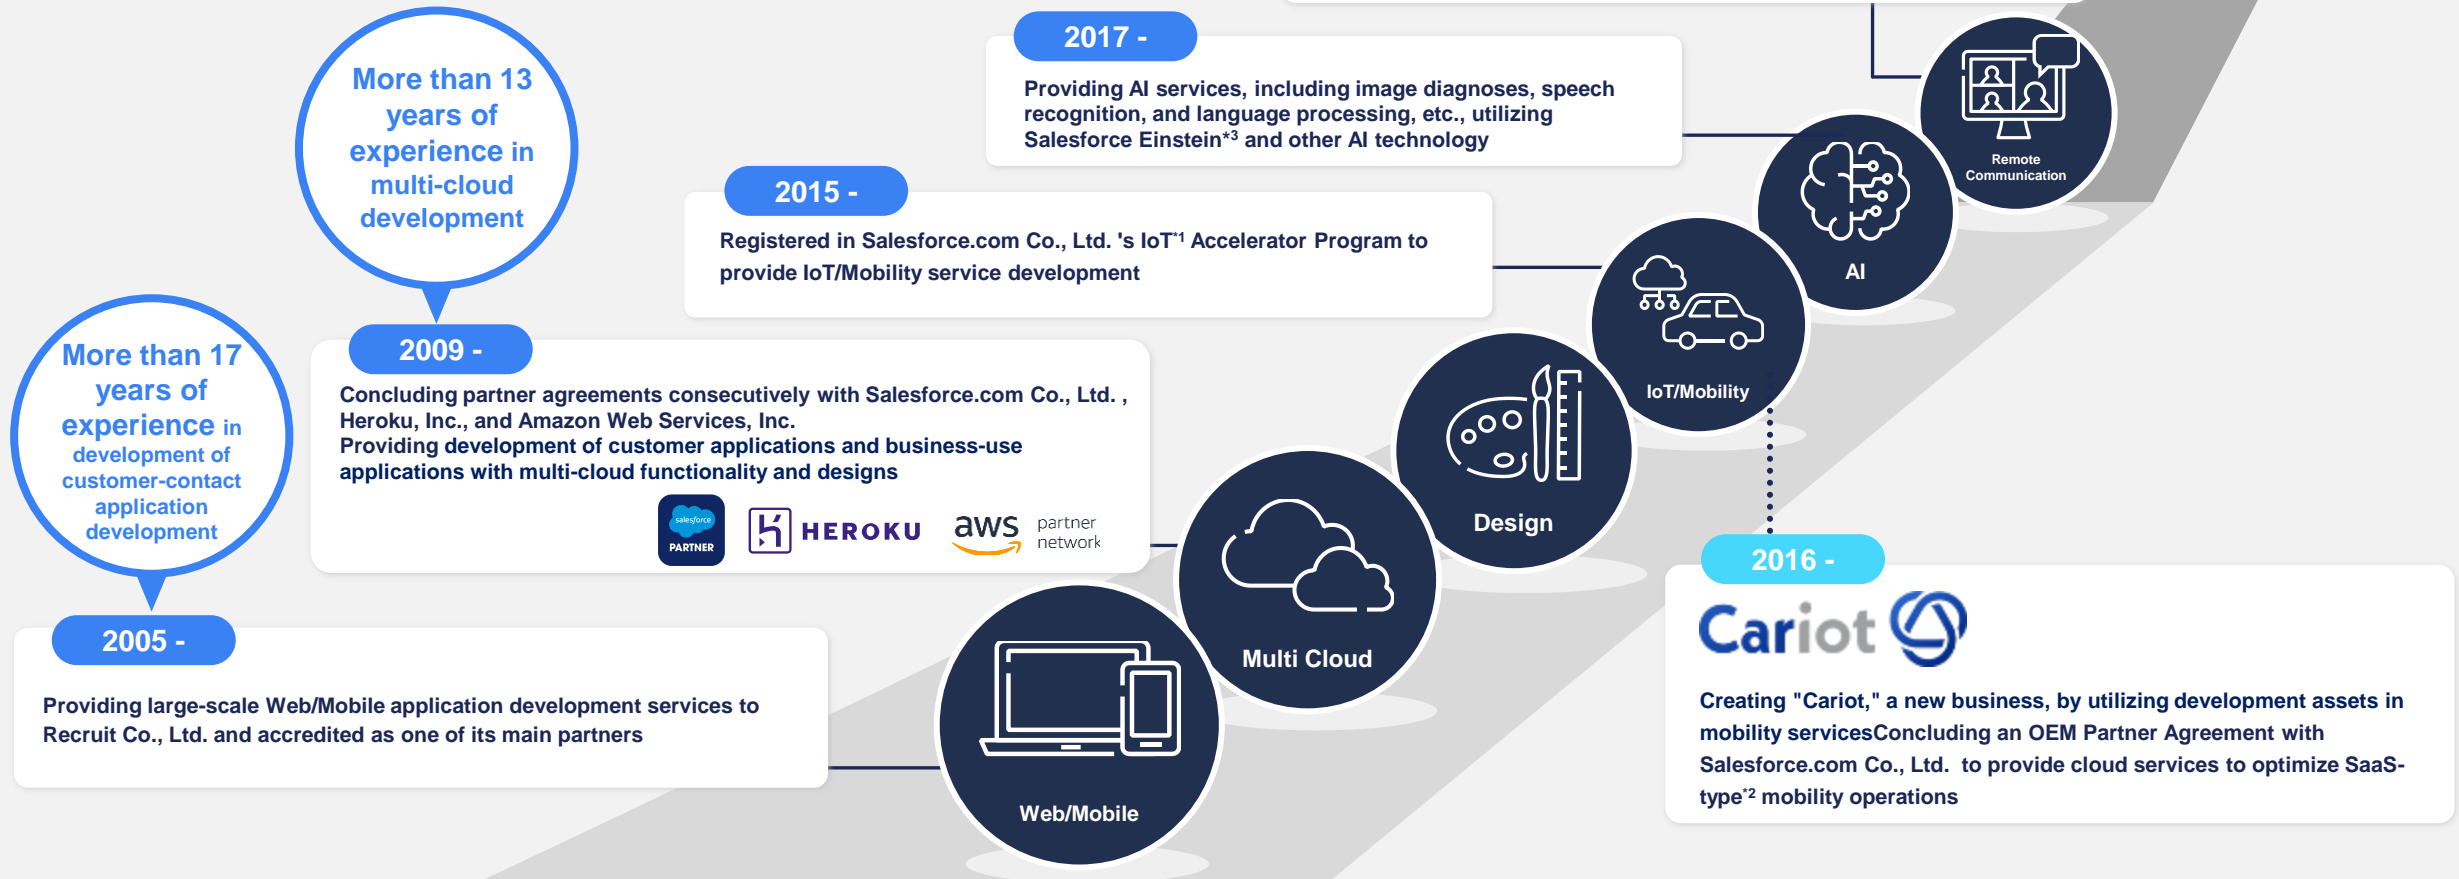 2017 -
Providing AI services, including image diagnoses, speech
recognition, and language processing, etc., utilizing
Salesforce Einstein*3 and other AI technology
Remote
Communication
More than 13
years of
experience in
multi-cloud
development
2015 -
Registered in Salesforce.com Co., Ltd. 's IoT*1 Accelerator Program to
provide IoT/Mobility service development
AI
More than 17
years of
experience in
development of
customer-contact
application
development
2009 -
Concluding partner agreements consecutively with Salesforce.com Co., Ltd. ,
Heroku, Inc., and Amazon Web Services, Inc.
Providing development of customer applications and business-use
applications with multi-cloud functionality and designs
salesforce
PARTNER
HEROKU
aws
partner
network
IoT/Mobility
Design
Multi Cloud
2005 -
Providing large-scale Web/Mobile application development services to
Recruit Co., Ltd. and accredited as one of its main partners
Web/Mobile
2016 -
Cariot
Creating "Cariot," a new business, by utilizing development assets in
mobility servicesConcluding an OEM Partner Agreement with
Salesforce.com Co., Ltd.  to provide cloud services to optimize SaaS-
type*2 mobility operations